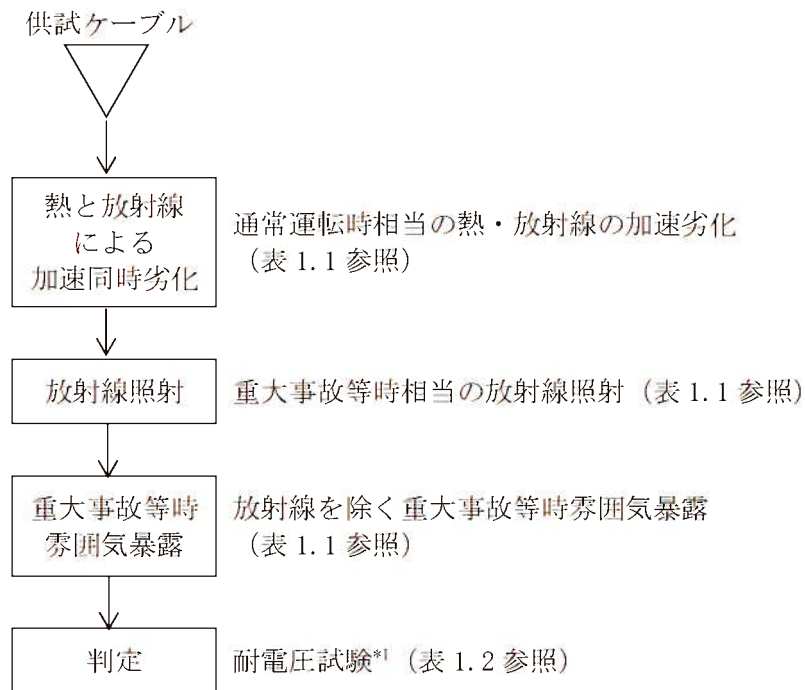 供試ケーブル
熱と放射線
による
加速同時劣化
通常運転時相当の熱・放射線の加速劣化
（表 1.1 参照）
放射線照射
重大事故等時相当の放射線照射（表 1.1 参照）
重大事故等時
雰囲気暴露
放射線を除く重大事故等時雰囲気暴露
（表 1.1 参照）
判定
耐電圧試験*1（表 1.2 参照）